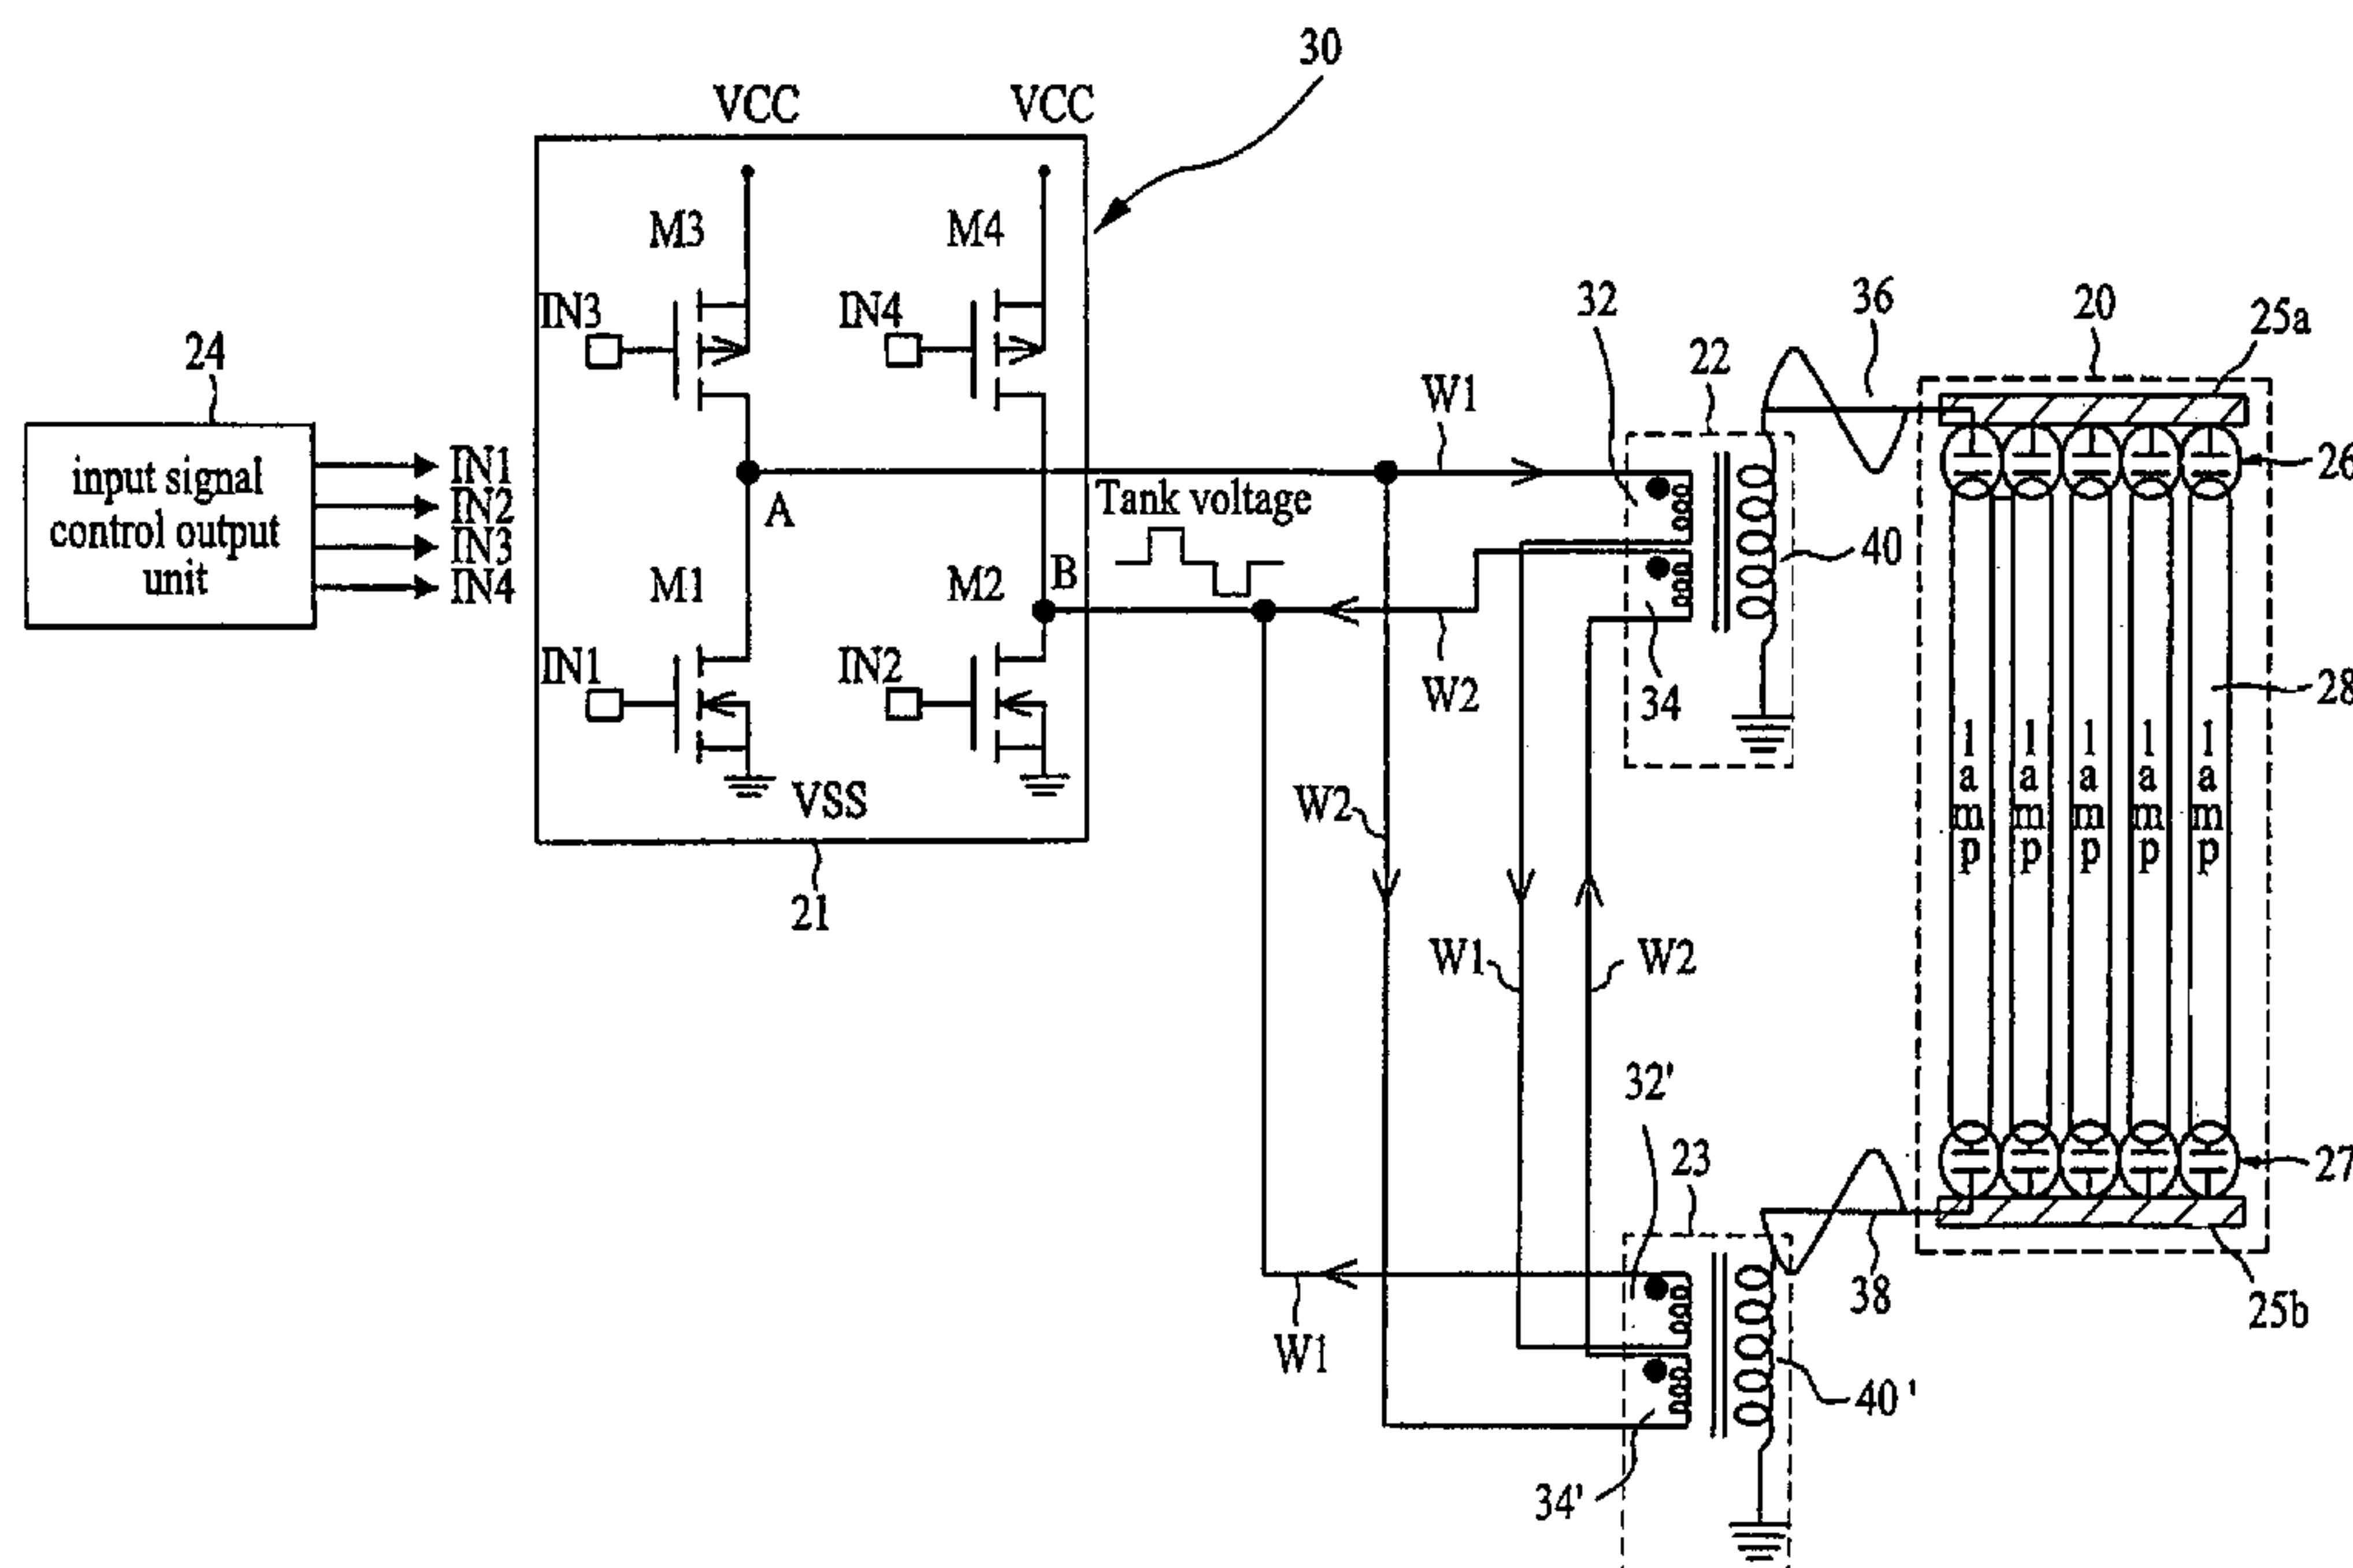 30
VCC
VCC
M3
M4
IN3
IN4
24
input signal
control output
unit
IN1
IN2
IN3
IN4
A
Tank voltage
B
M1
M2
IN1
IN2
VSS
21
W1
W2
32
22
36
20
25a
26
40
34
28
lamp
lamp
lamp
lamp
lamp
W2
W1
W2
32'
23
27
38
25b
W1
40'
34'